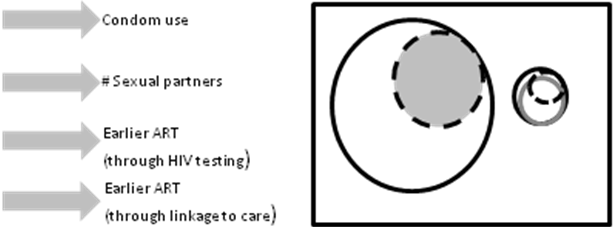 Condom use
# Sexual partners
Earlier ART
(through HIV testing)
Earlier ART
(through linkage to care)